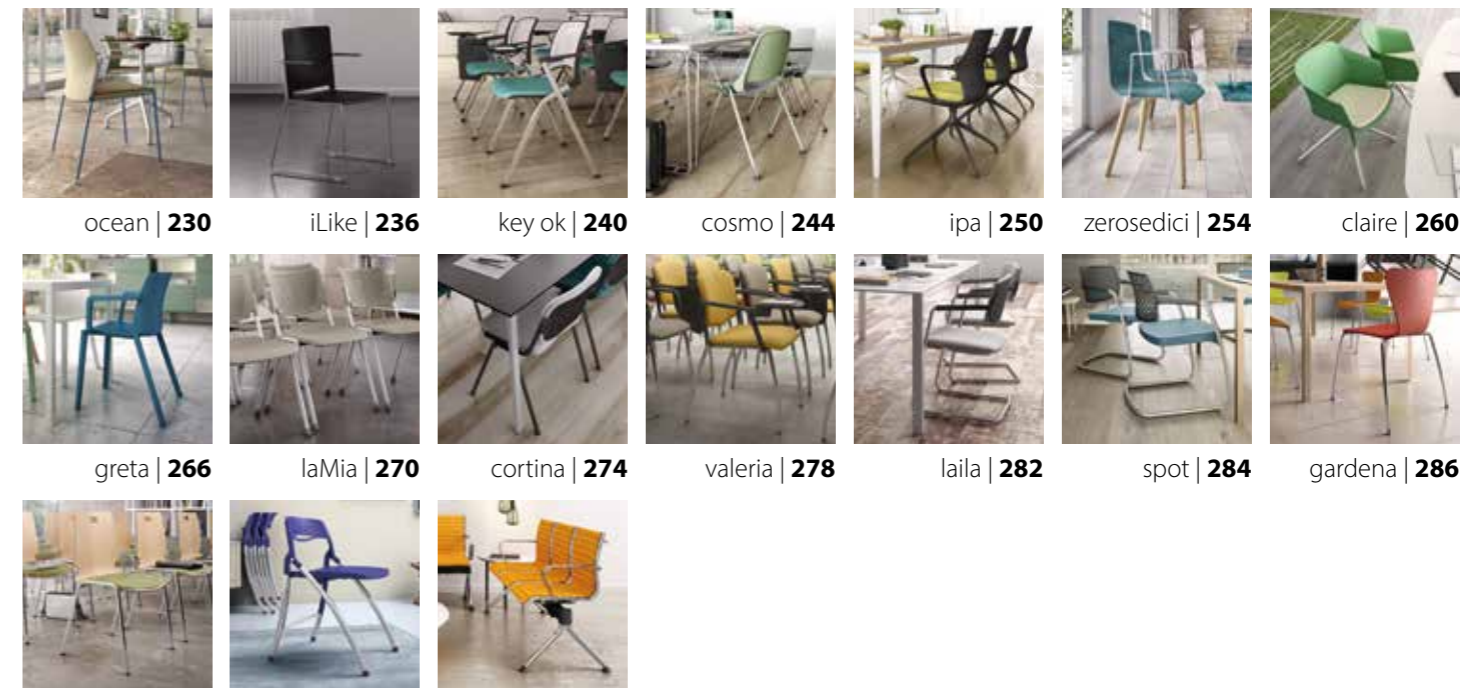 ocean | 230
iLike | 236
key ok | 240
cosmo | 244
ipa | 250
zerosedici | 254
claire | 260
greta | 266
laMia | 270
cortina | 274
valeria | 278
laila | 282
spot | 284
gardena | 286